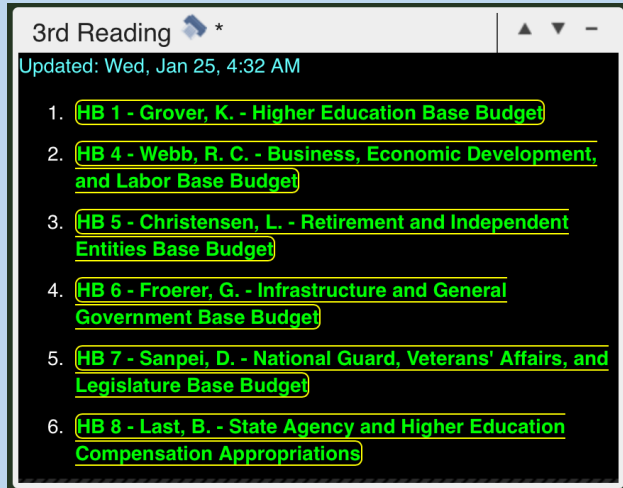 3rd Reading *
Updated: Wed, Jan 25, 4:32 AM
1. HB 1 - Grover, K. - Higher Education Base Budget
2. HB 4 - Webb, R. C. - Business, Economic Development,
and Labor Base Budget
3. HB 5 - Christensen, L. - Retirement and Independent
Entities Base Budget
4. HB 6 - Froerer, G. - Infrastructure and General
Government Base Budget
5. HB 7 - Sanpei, D. - National Guard, Veterans' Affairs, and
Legislature Base Budget
6. HB 8 - Last, B. - State Agency and Higher Education
Compensation Appropriations